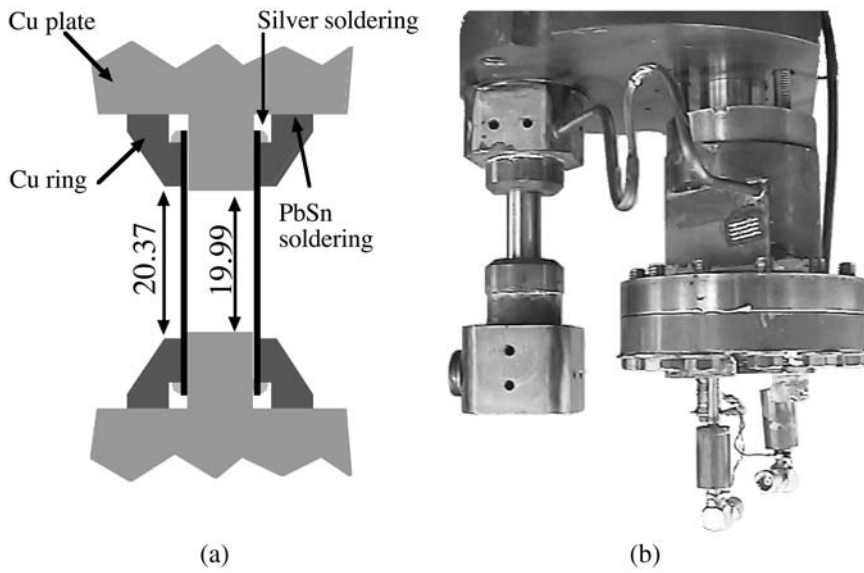 Cu plate
Silver soldering
Cu ring
PbSn
soldering
20.37
19.99
(a)
(b)